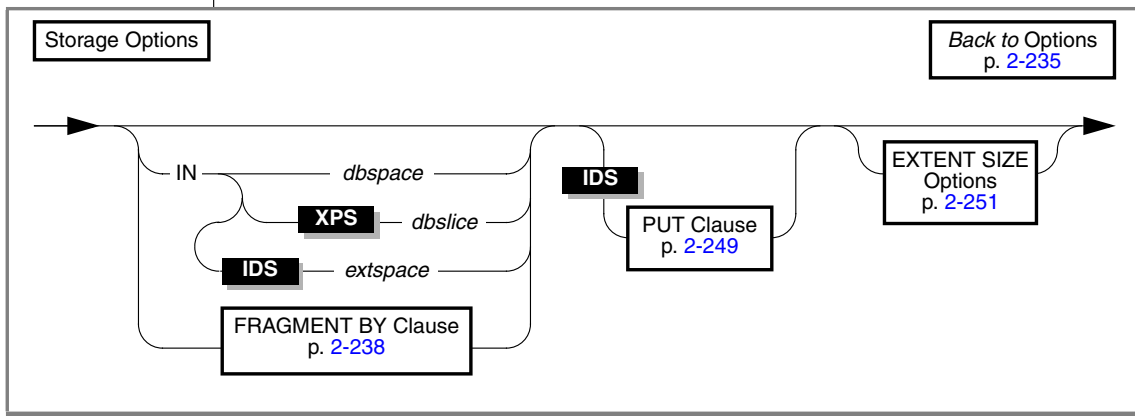 Storage Options
Back to Options
p. 2-235
IN
dbspace
XPS
dbslice
IDS
extspace
FRAGMENT BY Clause
p. 2-238
IDS
PUT Clause
p. 2-249
EXTENT SIZE
Options
p. 2-251